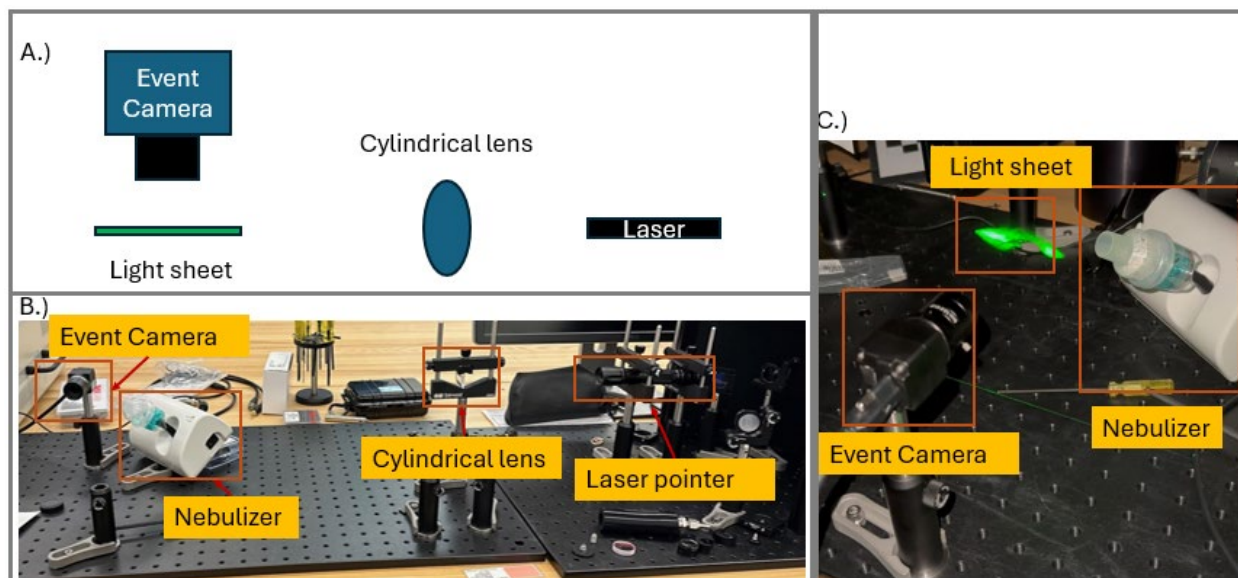 A.)
Event
Camera
Cylindrical lens
Laser
Light sheet
B.)
Event Camera
Cylindrical lens
Laser pointer
Nebulizer
C.)
Light sheet
Nebulizer
Event Camera